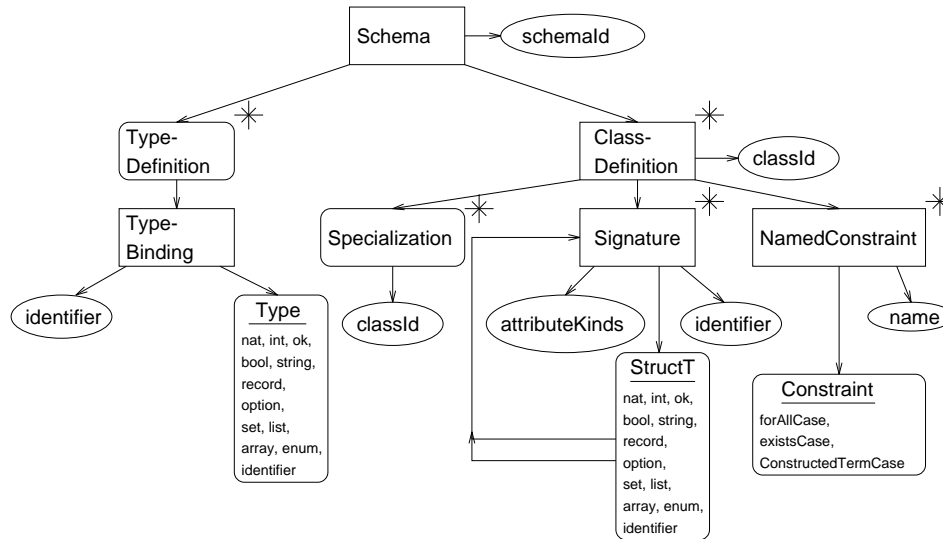 Schema
schemaId
Type-
Definition
Class-
Definition
classId
Type-
Binding
Specialization
Signature
NamedConstraint
identifier
Type
nat, int, ok,
bool, string,
record,
option,
set, list,
array, enum,
identifier
classId
attributeKinds
identifier
name
StructT
nat, int, ok,
bool, string,
record,
option,
set, list,
array, enum,
identifier
Constraint
forAllCase,
existsCase,
ConstructedTermCase